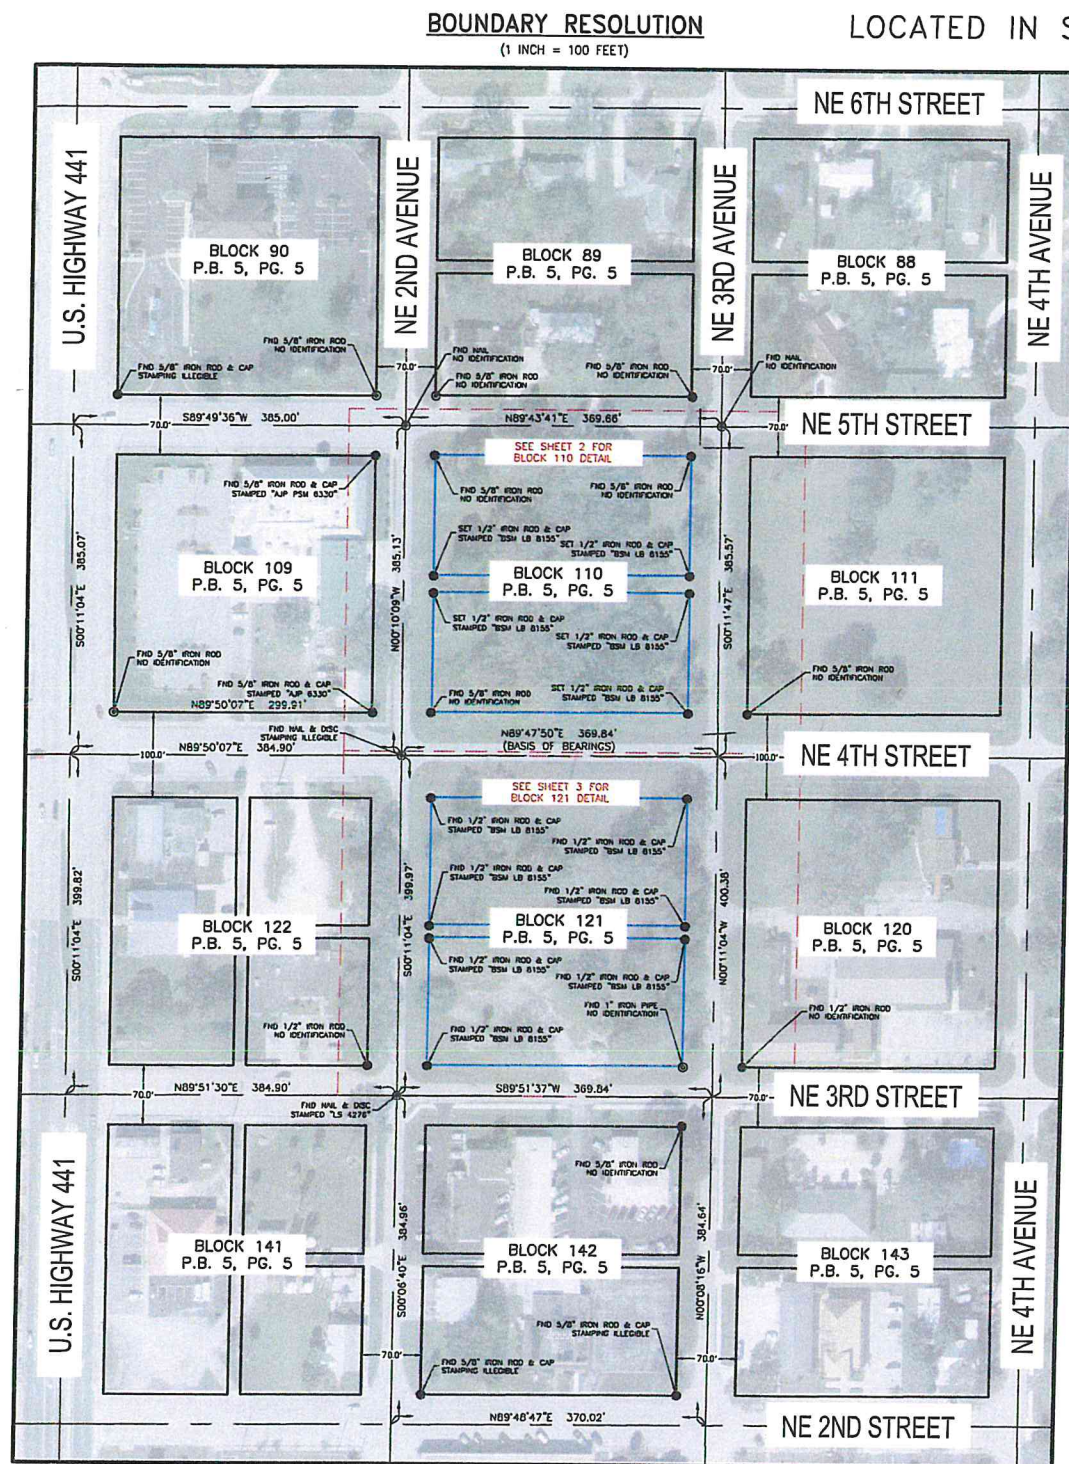 BOUNDARY RESOLUTION
LOCATED IN S
(1 INCH = 100 FEET)
NE 6TH STREET
U.S. HIGHWAY 441
NE 2ND AVENUE
NE 3RD AVENUE
NE 4TH AVENUE
BLOCK 90
P.B. 5, PG. 5
BLOCK 89
P.B. 5, PG. 5
BLOCK 88
P.B. 5, PG. 5
FND 5/8" IRON ROD
NO IDENTIFICATION
FND 5/8" IRON ROD & CAP
STAMPING ILLEGIBLE
70.0'
FND NAIL
NO IDENTIFICATION
FND 5/8" IRON ROD
NO IDENTIFICATION
FND 5/8" IRON ROD
NO IDENTIFICATION
70.0'
FND NAIL
NO IDENTIFICATION
S89°49'36"W 385.00'
70.0'
N89°43'41"E 369.66'
70.0'
NE 5TH STREET
SEE SHEET 2 FOR
BLOCK 110 DETAIL
FND 5/8" IRON ROD & CAP
STAMPED "AJP PSM 6330"
FND 5/8" IRON ROD
NO IDENTIFICATION
FND 5/8" IRON ROD
NO IDENTIFICATION
S00°11'04"E 385.07'
N00°10'09"W 385.13'
S00°11'47"E 385.57'
SET 1/2" IRON ROD & CAP
STAMPED "BSM LB 8155"
SET 1/2" IRON ROD & CAP
STAMPED "BSM LB 8155"
BLOCK 109
P.B. 5, PG. 5
BLOCK 110
P.B. 5, PG. 5
BLOCK 111
P.B. 5, PG. 5
SET 1/2" IRON ROD & CAP
STAMPED "BSM LB 8155"
SET 1/2" IRON ROD & CAP
STAMPED "BSM LB 8155"
FND 5/8" IRON ROD
NO IDENTIFICATION
FND 5/8" IRON ROD & CAP
STAMPED "AJP 6330"
N89°50'07"E 299.91'
FND 5/8" IRON ROD
NO IDENTIFICATION
SET 1/2" IRON ROD & CAP
STAMPED "BSM LB 8155"
FND 5/8" IRON ROD
NO IDENTIFICATION
FND NAIL & DISC
STAMPING ILLEGIBLE
N89°50'07"E 384.90'
100.0'
N89°47'50"E 369.84'
(BASIS OF BEARINGS)
100.0'
NE 4TH STREET
SEE SHEET 3 FOR
BLOCK 121 DETAIL
FND 1/2" IRON ROD & CAP
STAMPED "BSM LB 8155"
FND 1/2" IRON ROD & CAP
STAMPED "BSM LB 8155"
S00°11'04"E 399.82'
S00°11'04"E 399.97'
N00°11'04"W 400.38'
FND 1/2" IRON ROD & CAP
STAMPED "BSM LB 8155"
FND 1/2" IRON ROD & CAP
STAMPED "BSM LB 8155"
BLOCK 122
P.B. 5, PG. 5
BLOCK 121
P.B. 5, PG. 5
BLOCK 120
P.B. 5, PG. 5
FND 1/2" IRON ROD & CAP
STAMPED "BSM LB 8155"
FND 1/2" IRON ROD & CAP
STAMPED "BSM LB 8155"
FND 1" IRON PIPE
NO IDENTIFICATION
FND 1/2" IRON ROD
NO IDENTIFICATION
FND 1/2" IRON ROD & CAP
STAMPED "BSM LB 8155"
FND 1/2" IRON ROD
NO IDENTIFICATION
N89°51'30"E 384.90'
70.0'
S89°51'37"W 369.84'
70.0'
NE 3RD STREET
FND NAIL & DISC
STAMPED "LS 4276"
FND 5/8" IRON ROD
NO IDENTIFICATION
U.S. HIGHWAY 441
NE 4TH AVENUE
S00°06'40"E 384.96'
N00°08'16"W 384.64'
BLOCK 141
P.B. 5, PG. 5
BLOCK 142
P.B. 5, PG. 5
BLOCK 143
P.B. 5, PG. 5
FND 5/8" IRON ROD & CAP
STAMPING ILLEGIBLE
70.0'
70.0'
FND 5/8" IRON ROD & CAP
STAMPING ILLEGIBLE
N89°48'47"E 370.02'
NE 2ND STREET